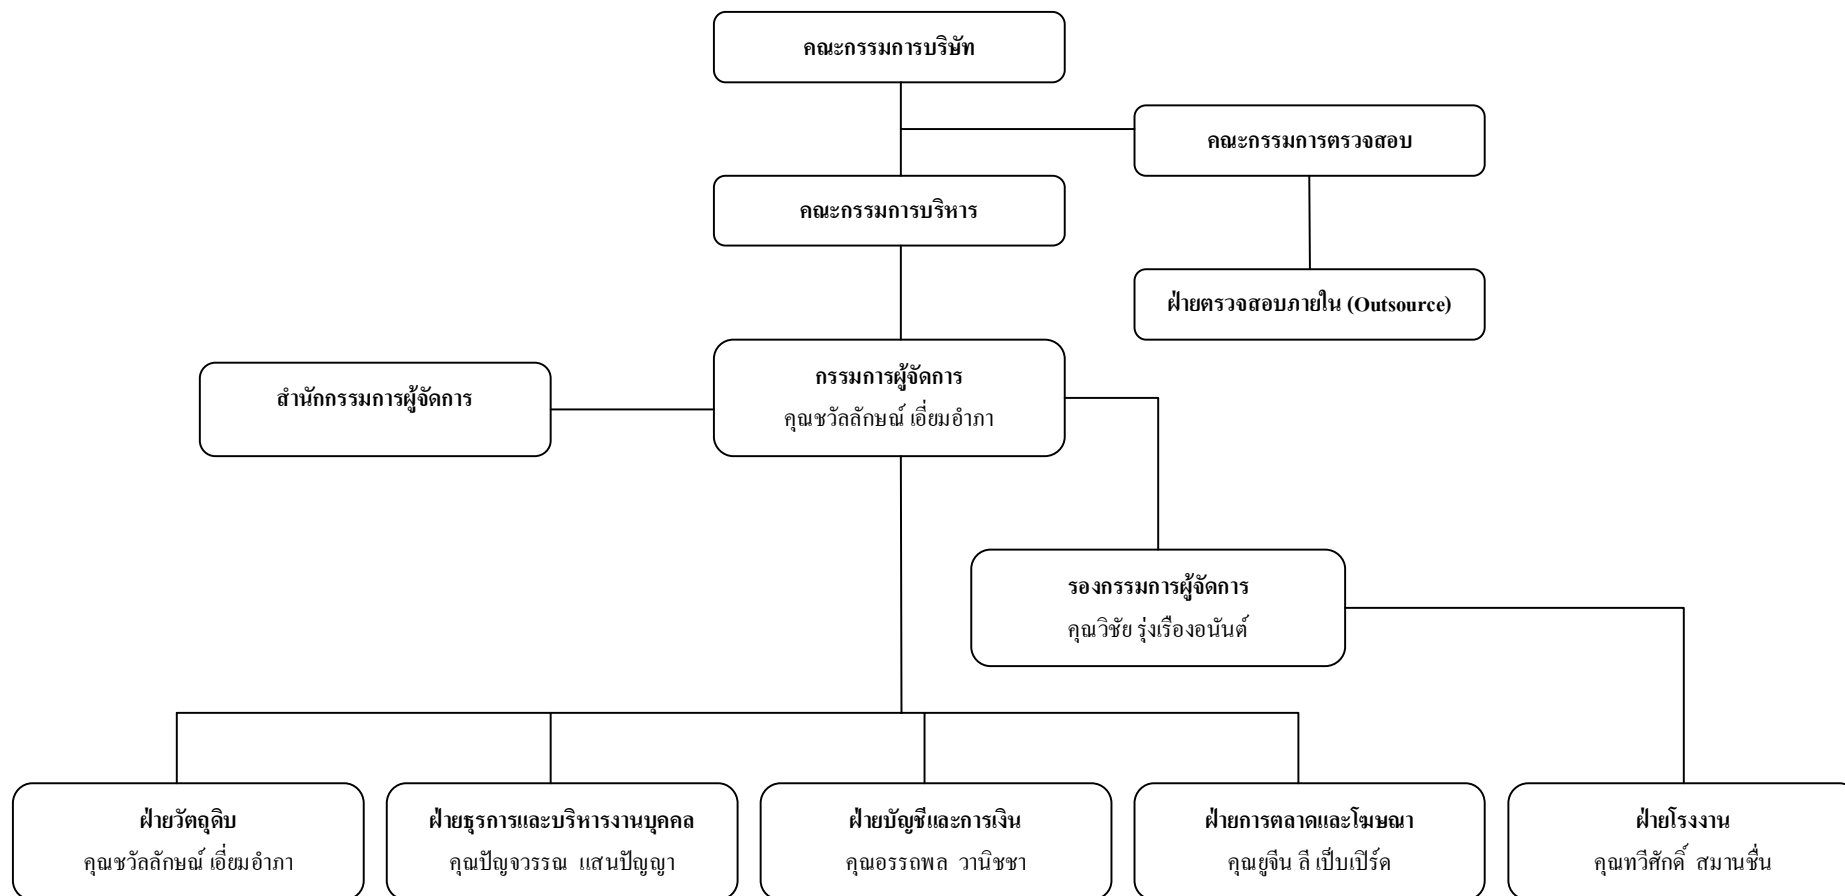 คณะกรรมการบริษัท
คณะกรรมการตรวจสอบ
คณะกรรมการบริหาร
ฝ่ายตรวจสอบภายใน (Outsource)
สำนักกรรมการผู้จัดการ
กรรมการผู้จัดการ
คุณชวัลลักษณ์ เอี่ยมอำภา
รองกรรมการผู้จัดการ
คุณวิชัย รุ่งเรืองอนันต์
ฝ่ายวัตถุดิบ
คุณชวัลลักษณ์ เอี่ยมอำภา
ฝ่ายธุรการและบริหารงานบุคคล
คุณปัญจวรรณ แสนปัญญา
ฝ่ายบัญชีและการเงิน
คุณอรรถพล วานิชชา
ฝ่ายการตลาดและโฆษณา
คุณยูจีน ลี เป็บเปิร์ด
ฝ่ายโรงงาน
คุณทวีศักดิ์ สมานชื่น